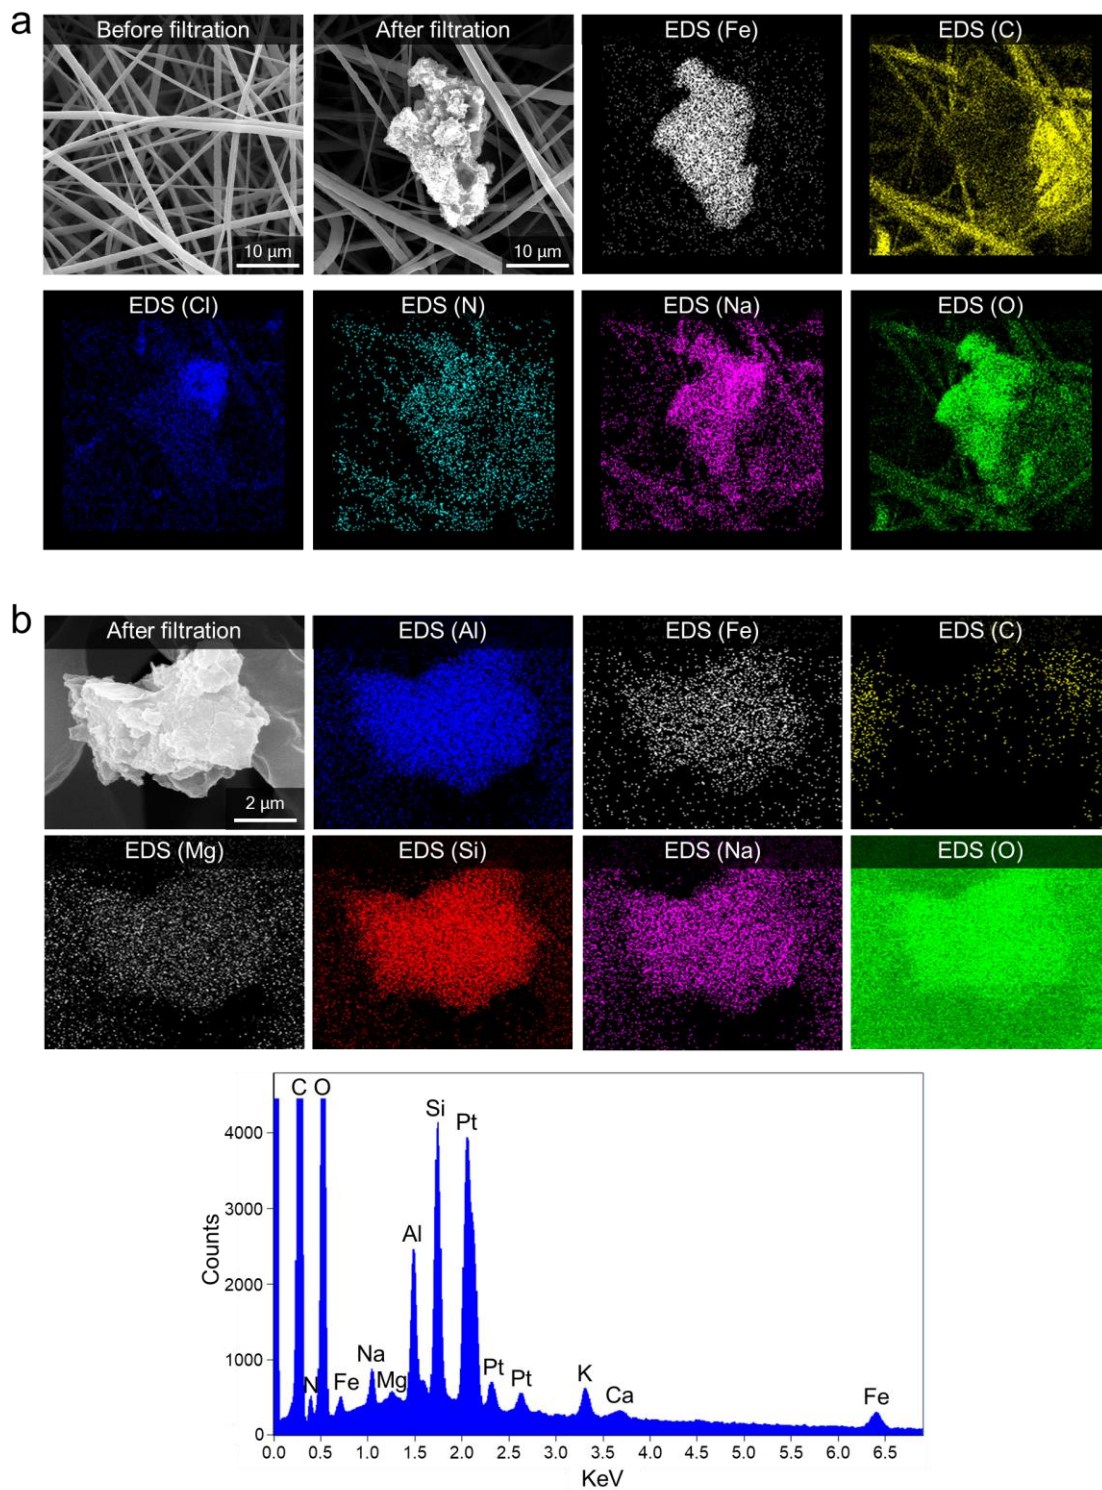 a
Before filtration
After filtration
EDS (Fe)
EDS (C)
10 µm
10 µm
EDS (Cl)
EDS (N)
EDS (Na)
EDS (O)
b
After filtration
EDS (Al)
EDS (Fe)
EDS (C)
2 µm
EDS (Mg)
EDS (Si)
EDS (Na)
EDS (O)
C O
Si
Pt
4000
3000
Al
2000
Counts
1000
Na
N
Fe
Mg
Pt
Pt
K
Ca
Fe
0
0.0 0.5 1.0 1.5 2.0 2.5 3.0 3.5 4.0 4.5 5.0 5.5 6.0 6.5
KeV